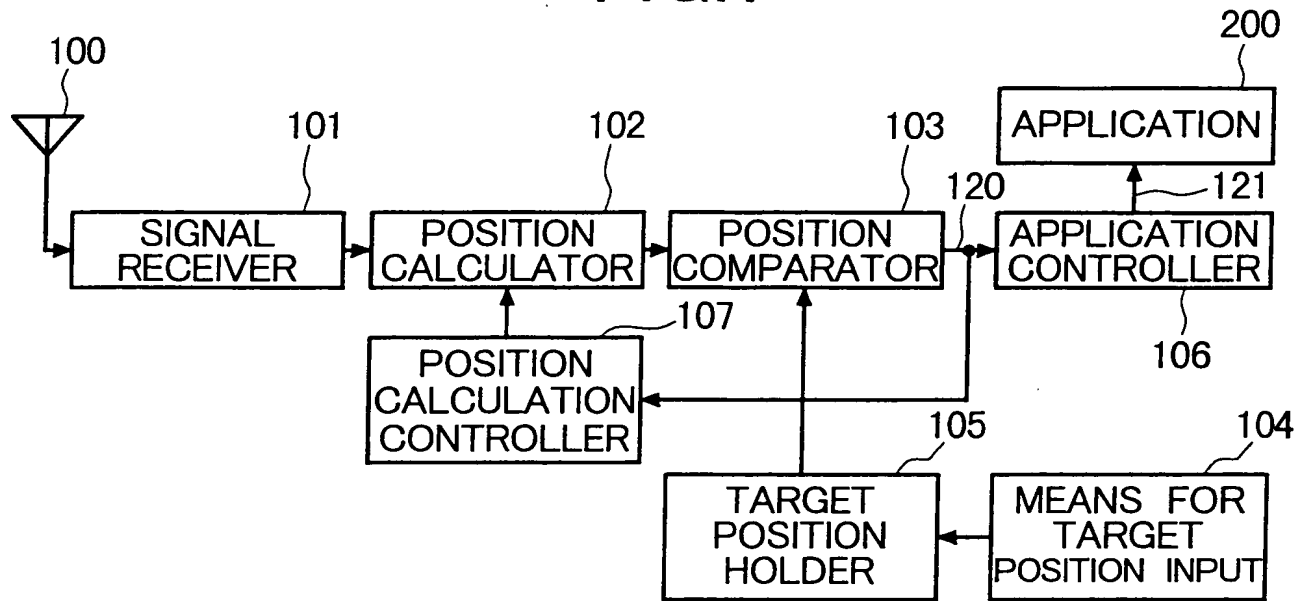 100
200
101
102
103
APPLICATION
120
121
SIGNAL
RECEIVER
POSITION
CALCULATOR
POSITION
COMPARATOR
APPLICATION
CONTROLLER
107
106
POSITION
CALCULATION
CONTROLLER
105
104
TARGET
POSITION
HOLDER
MEANS FOR
TARGET
POSITION INPUT